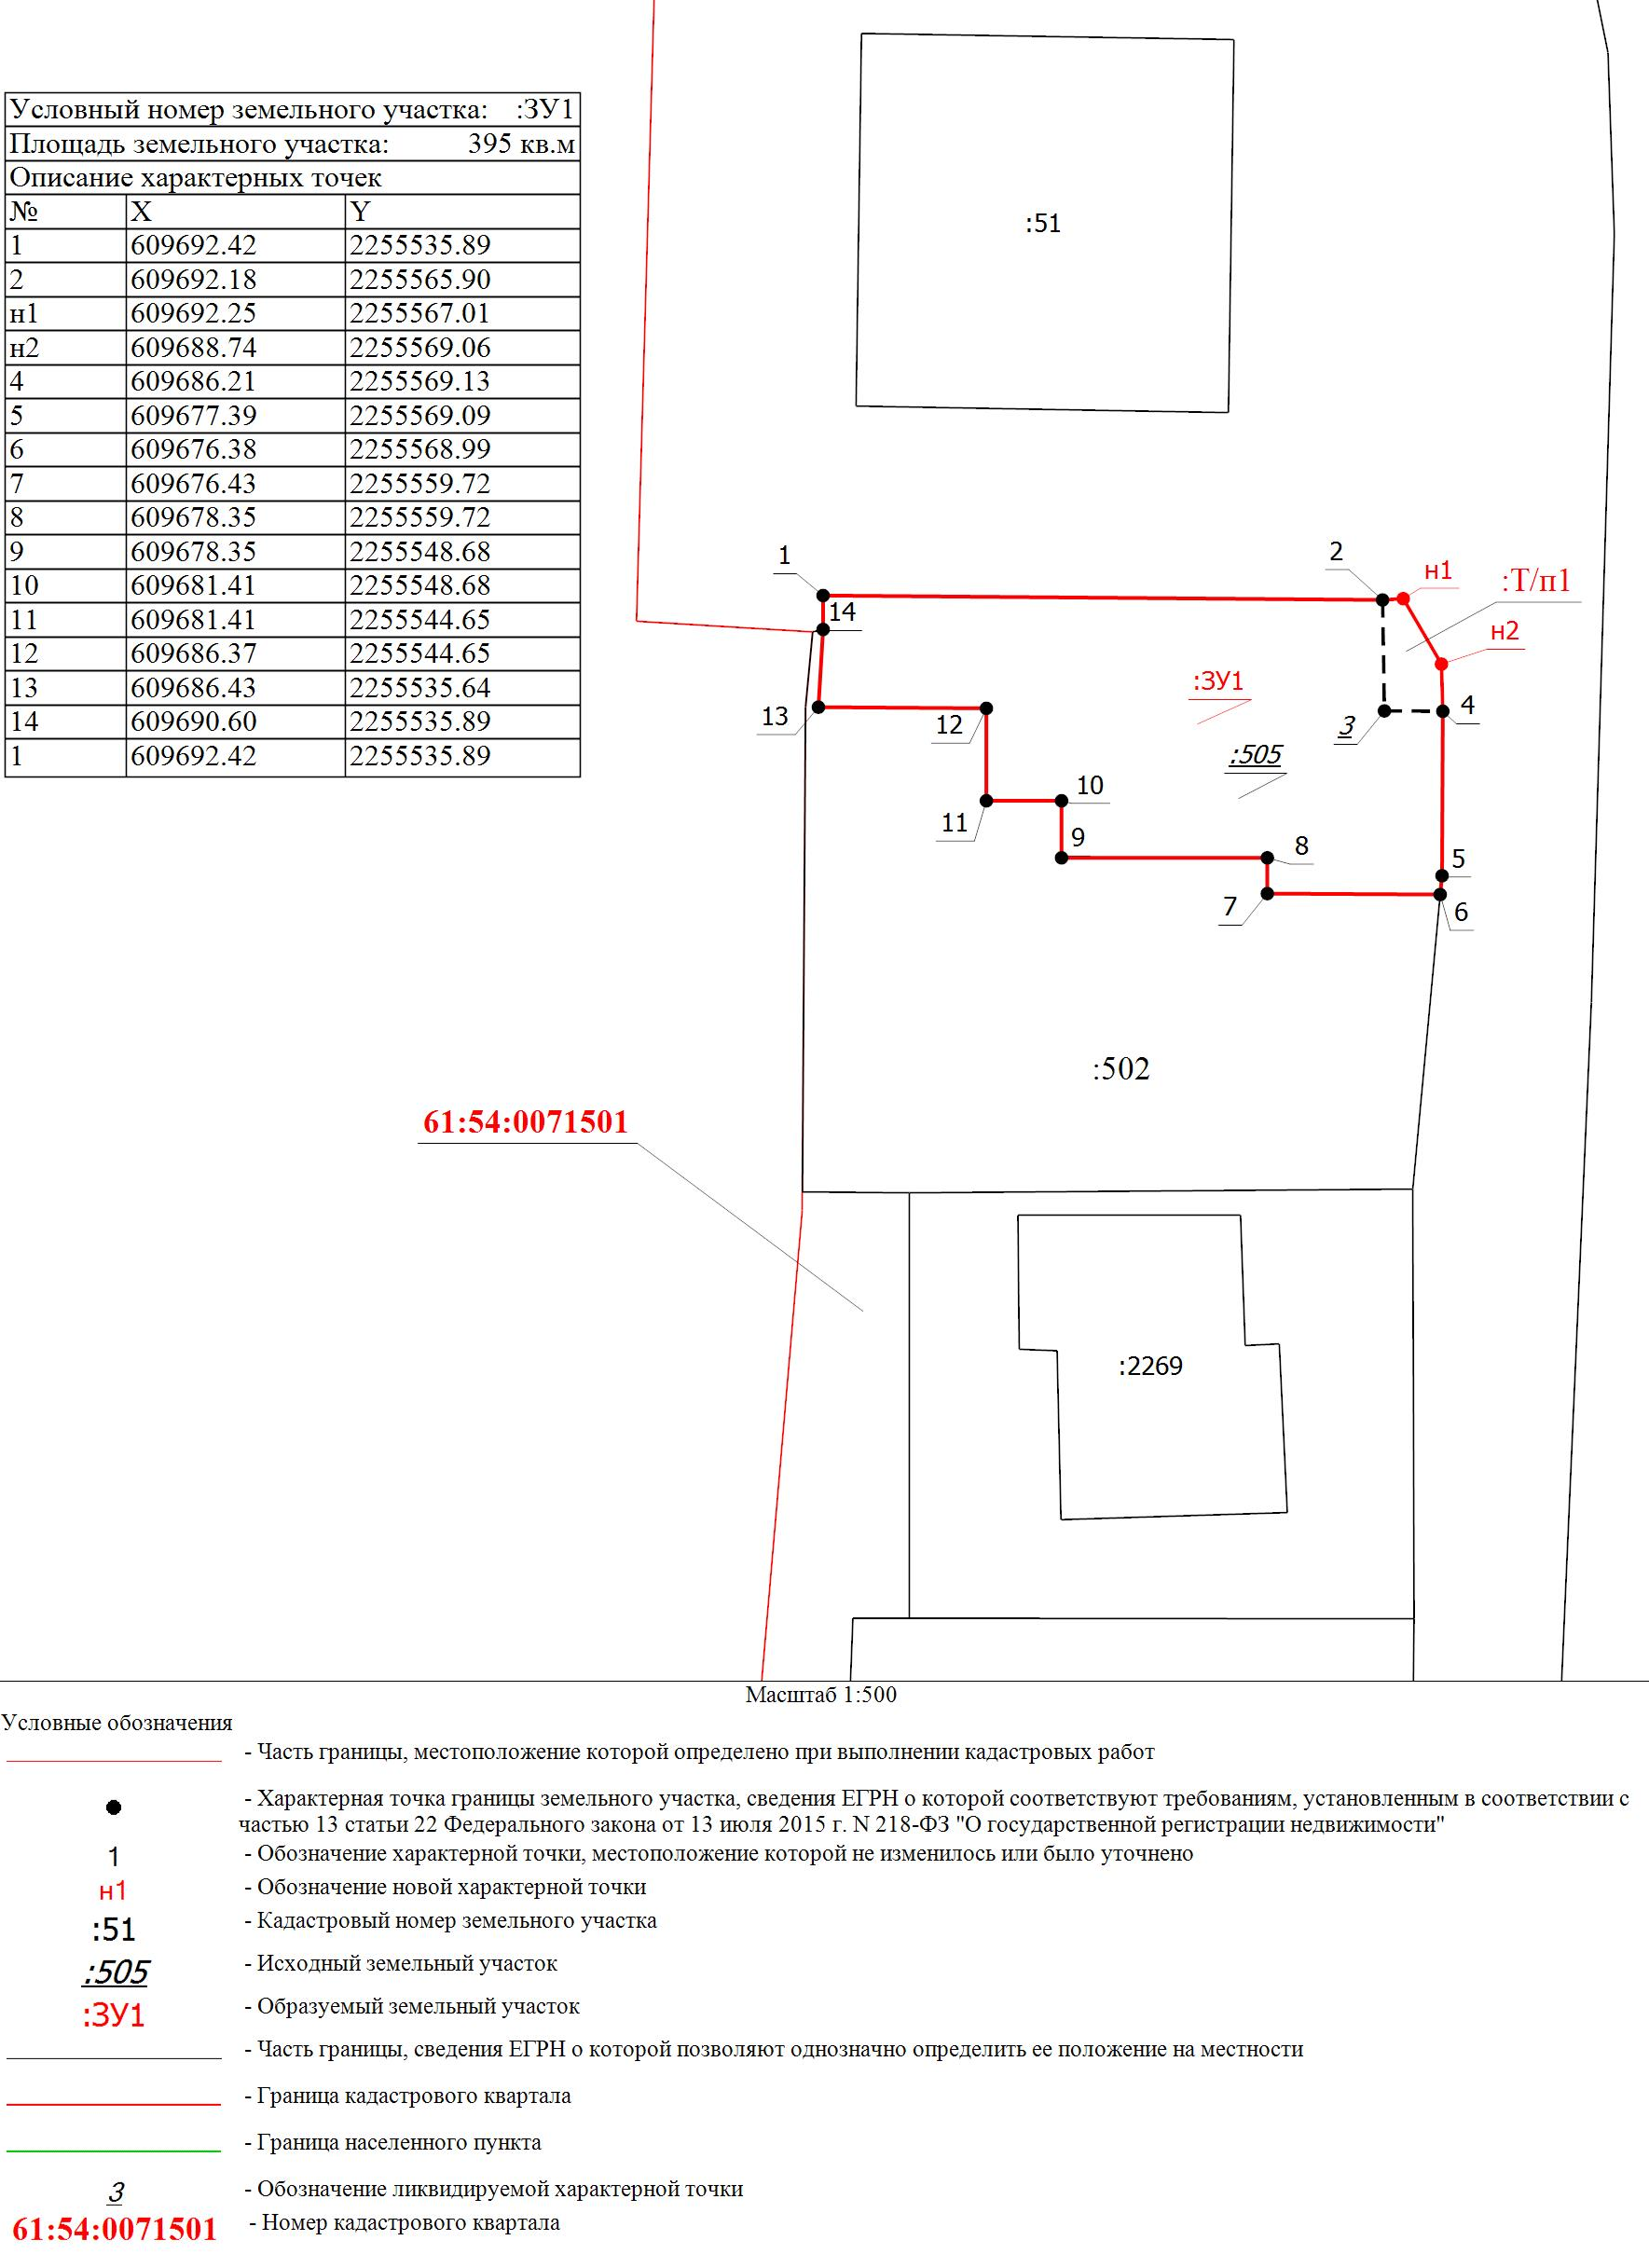 Условный номер земельного участка: :ЗУ1
Площадь земельного участка: 395 кв.м
Описание характерных точек
№ X Y
1 609692.42 2255535.89
2 609692.18 2255565.90
н1 609692.25 2255567.01
н2 609688.74 2255569.06
4 609686.21 2255569.13
5 609677.39 2255569.09
6 609676.38 2255568.99
7 609676.43 2255559.72
8 609678.35 2255559.72
9 609678.35 2255548.68
10 609681.41 2255548.68
11 609681.41 2255544.65
12 609686.37 2255544.65
13 609686.43 2255535.64
14 609690.60 2255535.89
1 609692.42 2255535.89
:51
1
2
н1
:Т/п1
14
н2
:ЗУ1
13
12
3
4
:505
10
11
9
8
5
7
6
:502
61:54:0071501
:2269
Масштаб 1:500
Условные обозначения
- Часть границы, местоположение которой определено при выполнении кадастровых работ
- Характерная точка границы земельного участка, сведения ЕГРН о которой соответствуют требованиям, установленным в соответствии с
частью 13 статьи 22 Федерального закона от 13 июля 2015 г. N 218-ФЗ "О государственной регистрации недвижимости"
1 - Обозначение характерной точки, местоположение которой не изменилось или было уточнено
н1 - Обозначение новой характерной точки
:51 - Кадастровый номер земельного участка
:505 - Исходный земельный участок
:ЗУ1 - Образуемый земельный участок
- Часть границы, сведения ЕГРН о которой позволяют однозначно определить ее положение на местности
- Граница кадастрового квартала
- Граница населенного пункта
3 - Обозначение ликвидируемой характерной точки
61:54:0071501 - Номер кадастрового квартала